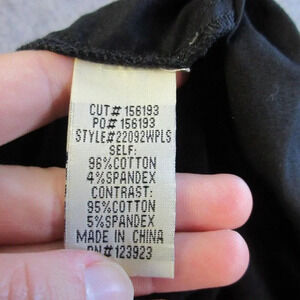 CUT# 156193
PO# 156193
STYLE#22092WPLS
SELF:
96%COTTON
4%SPANDEX
CONTRAST:
95%COTTON
5%SPANDEX
MADE IN CHINA
RN#123923